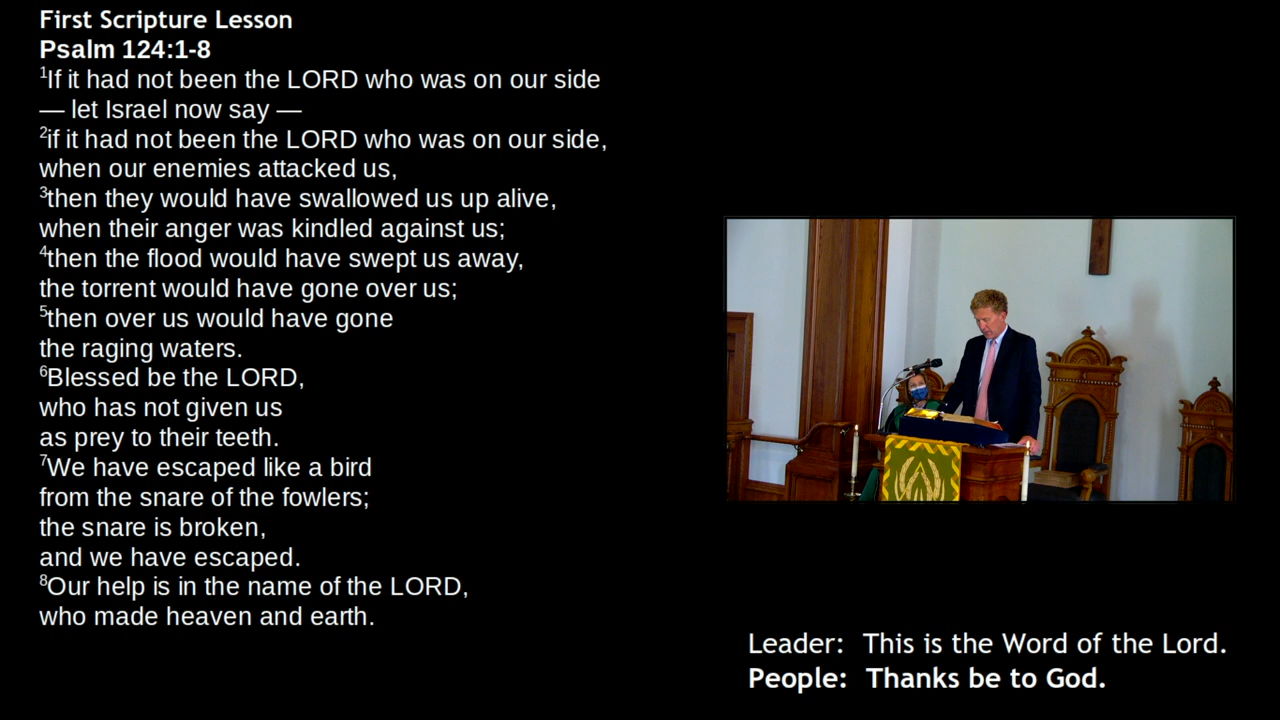 First Scripture Lesson
Psalm 124:1-8
¹If it had not been the LORD who was on our side
— let Israel now say —
²if it had not been the LORD who was on our side,
when our enemies attacked us,
³then they would have swallowed us up alive,
when their anger was kindled against us;
⁴then the flood would have swept us away,
the torrent would have gone over us;
⁵then over us would have gone
the raging waters.
⁶Blessed be the LORD,
who has not given us
as prey to their teeth.
⁷We have escaped like a bird
from the snare of the fowlers;
the snare is broken,
and we have escaped.
⁸Our help is in the name of the LORD,
who made heaven and earth.
Leader: This is the Word of the Lord.
People: Thanks be to God.